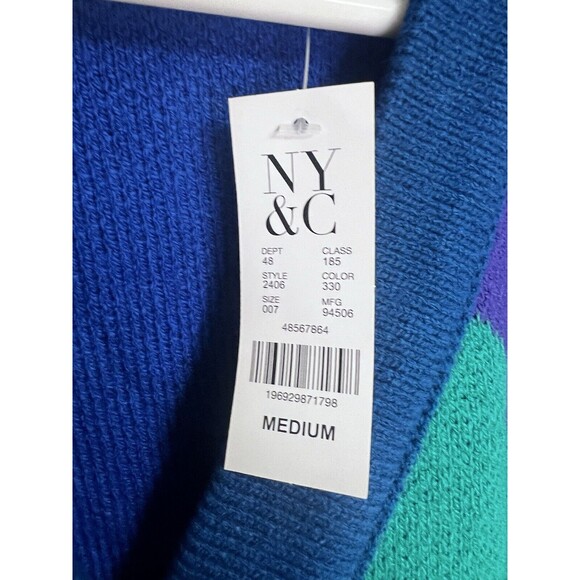 NY
&C
DEPT CLASS
48 185
STYLE COLOR
2406 330
SIZE MFG
007 94506
48567864
196929871798
MEDIUM